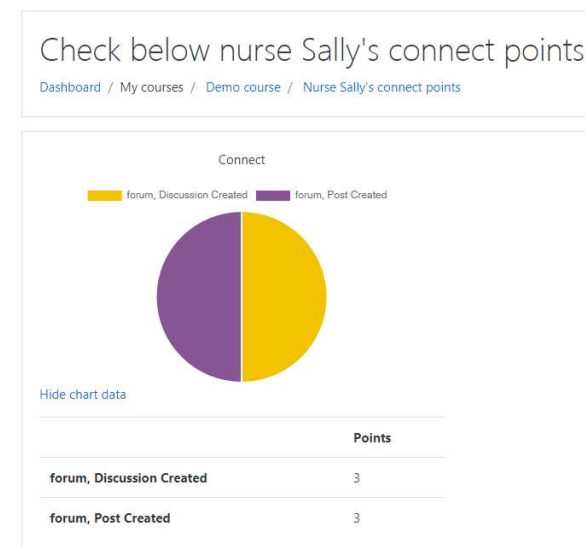 Check below nurse Sally's connect points
Dashboard / My courses / Demo course / Nurse Sally's connect points
Connect
forum, Discussion Created forum, Post Created
Hide chart data
Points
forum, Discussion Created 3
forum, Post Created 3